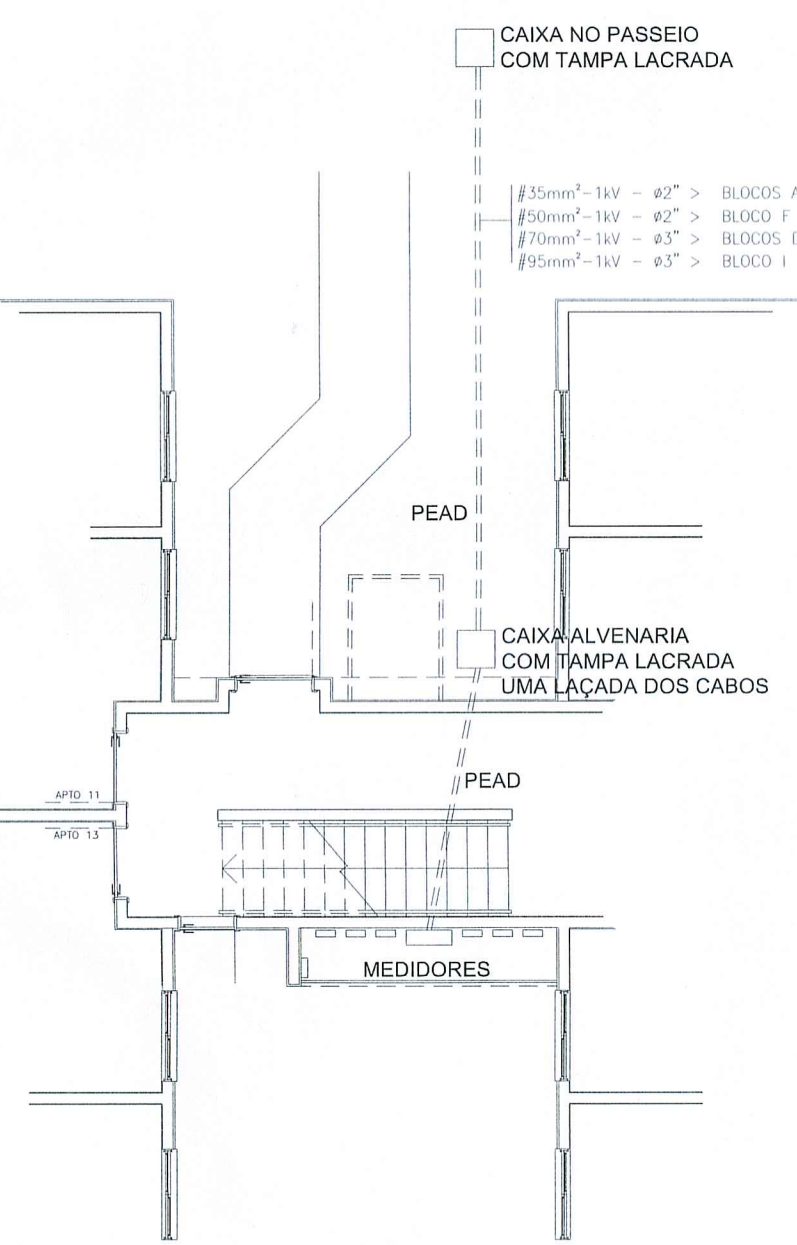 CAIXA NO PASSEIO
COM TAMPA LACRADA
#35mm²-1kV - ø2" > BLOCOS A
#50mm²-1kV - ø2" > BLOCO F
#70mm²-1kV - ø3" > BLOCOS
#95mm²-1kV - ø3" > BLOCO I
PEAD
CAIXA ALVENARIA
COM TAMPA LACRADA
UMA LAÇADA DOS CABOS
PEAD
APTO 11
APTO 13
MEDIDORES